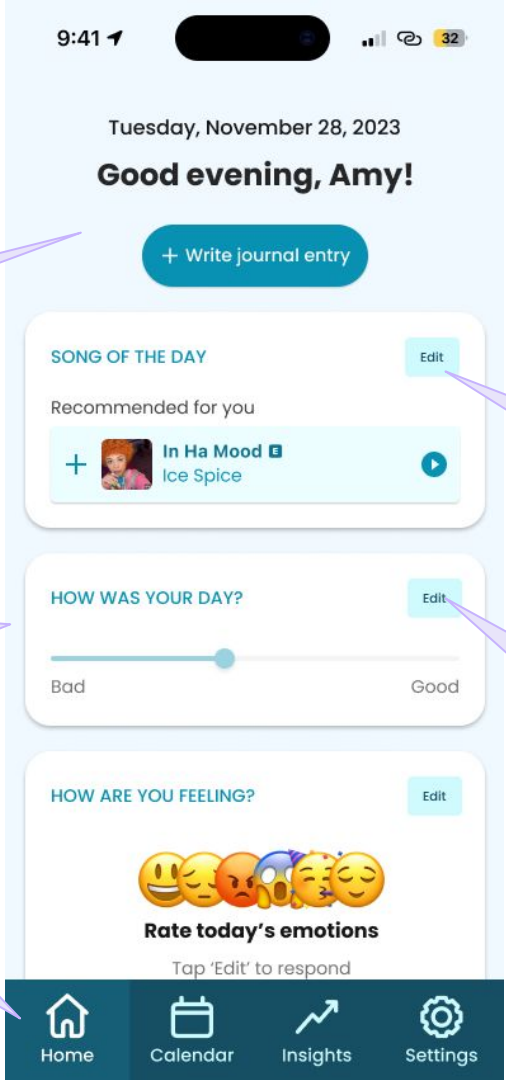 9:41
32
Tuesday, November 28, 2023
Good evening, Amy!
+ Write journal entry
SONG OF THE DAY
Edit
Recommended for you
In Ha Mood E
Ice Spice
HOW WAS YOUR DAY?
Edit
Bad
Good
HOW ARE YOU FEELING?
Edit
Rate today's emotions
Tap 'Edit' to respond
Home
Calendar
Insights
Settings